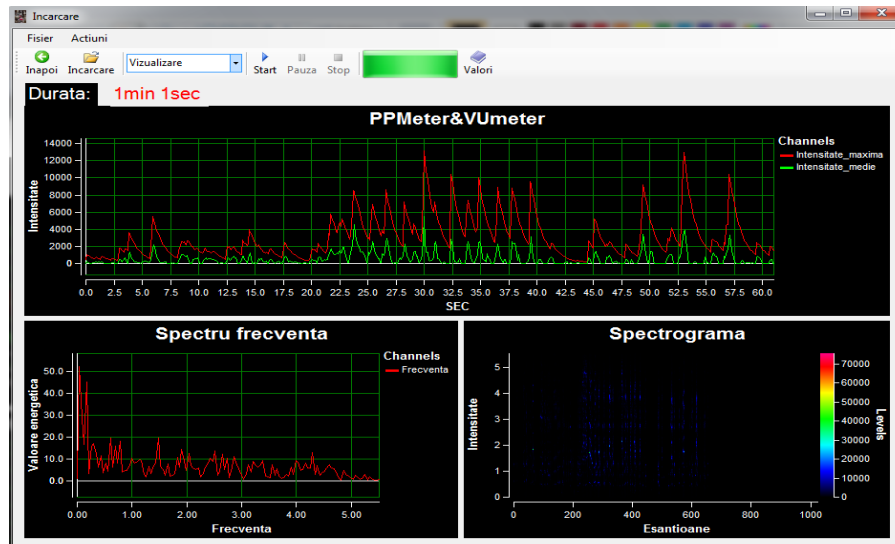 Incarcare
Fisier Actiuni
Inapoi Incarcare Vizualizare Start Pauza Stop Valori
Durata: 1min 1sec
PPMeter&VUmeter
Channels
Intensitate_maxima
Intensitate_medie
Intensitate
14000
12000
10000
8000
6000
4000
2000
0
0.0 2.5 5.0 7.5 10.0 12.5 15.0 17.5 20.0 22.5 25.0 27.5 30.0 32.5 35.0 37.5 40.0 42.5 45.0 47.5 50.0 52.5 55.0 57.5 60.0
SEC
Spectru frecventa
Channels
Frecventa
Valoare energetica
50.0
40.0
30.0
20.0
10.0
0.0
0.00 1.00 2.00 3.00 4.00 5.00
Frecventa
Spectrograma
Intensitate
5
4
3
2
1
0
0 200 400 600 800 1000
Esantioane
70000
60000
50000
40000
30000
20000
10000
0
Levels